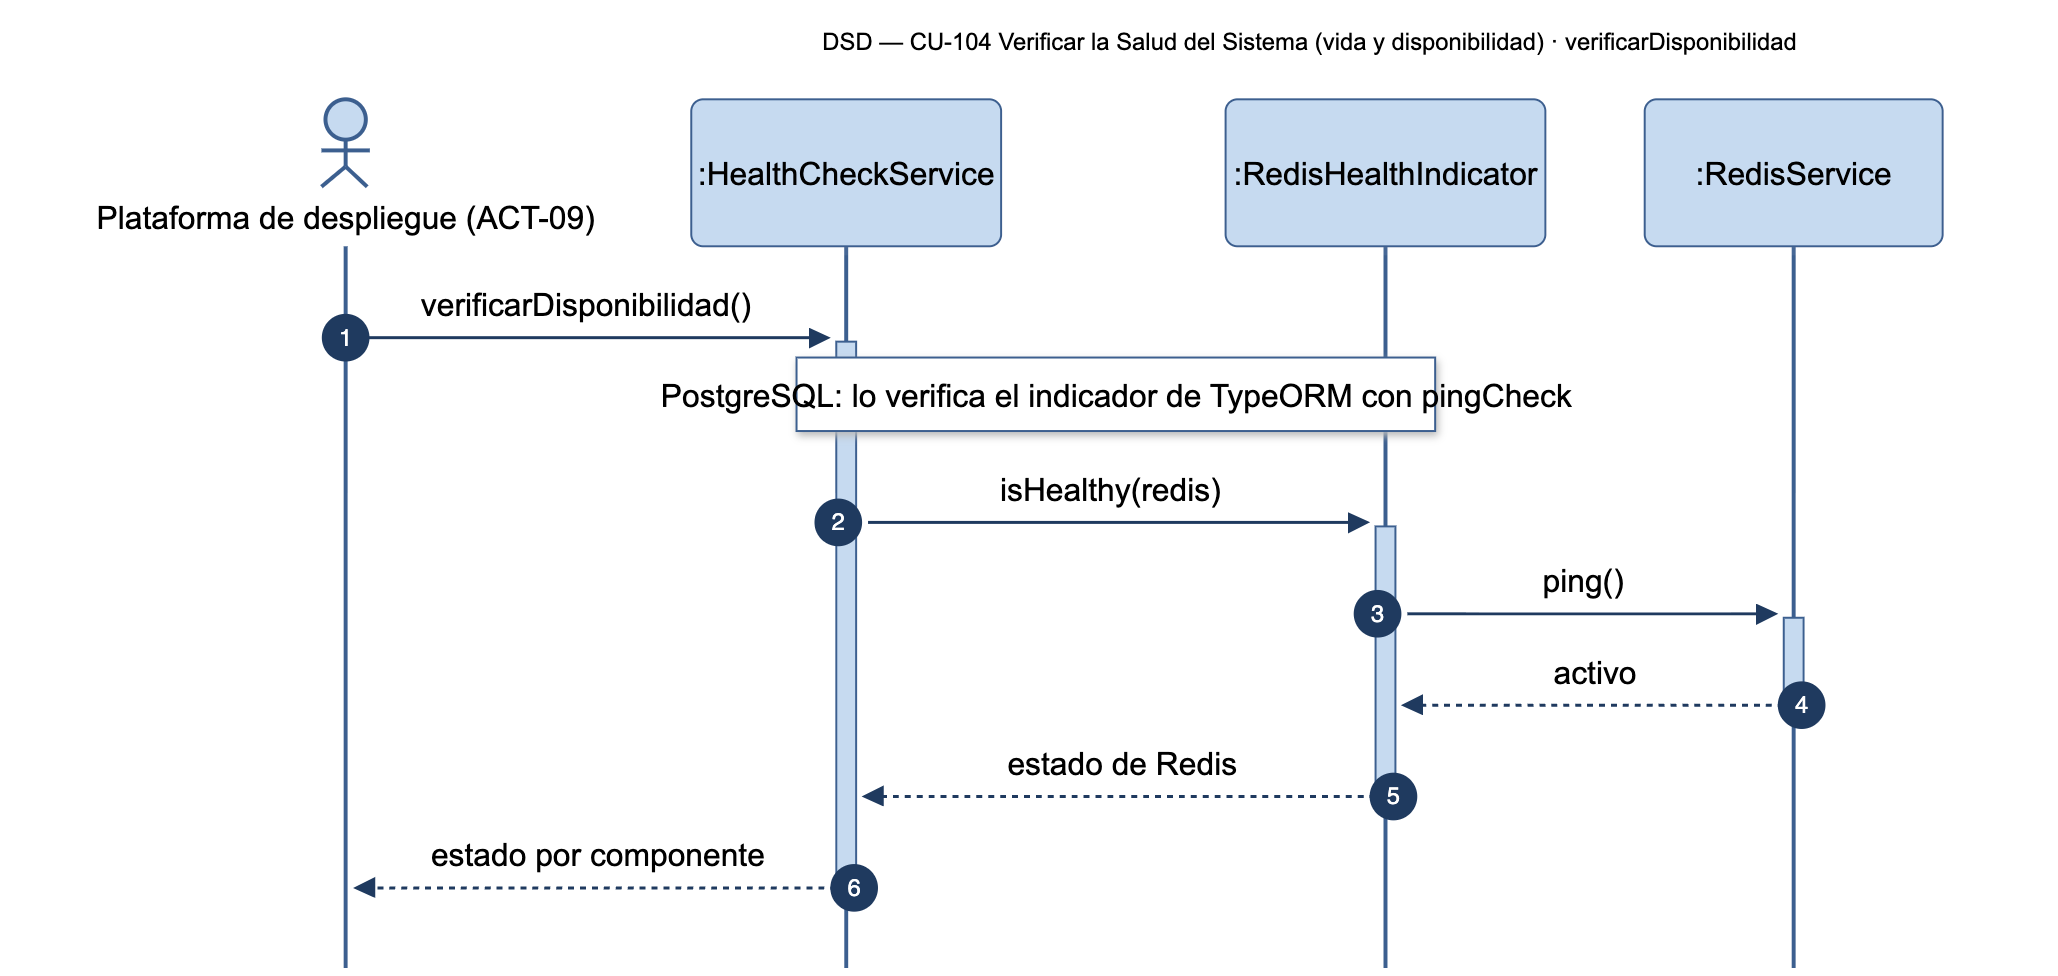 DSD — CU-104 Verificar la Salud del Sistema (vida y disponibilidad) · verificarDisponibilidad
Plataforma de despliegue (ACT-09)
:HealthCheckService
:RedisHealthIndicator
:RedisService
verificarDisponibilidad()
1
PostgreSQL: lo verifica el indicador de TypeORM con pingCheck
isHealthy(redis)
2
ping()
3
activo
4
estado de Redis
5
estado por componente
6